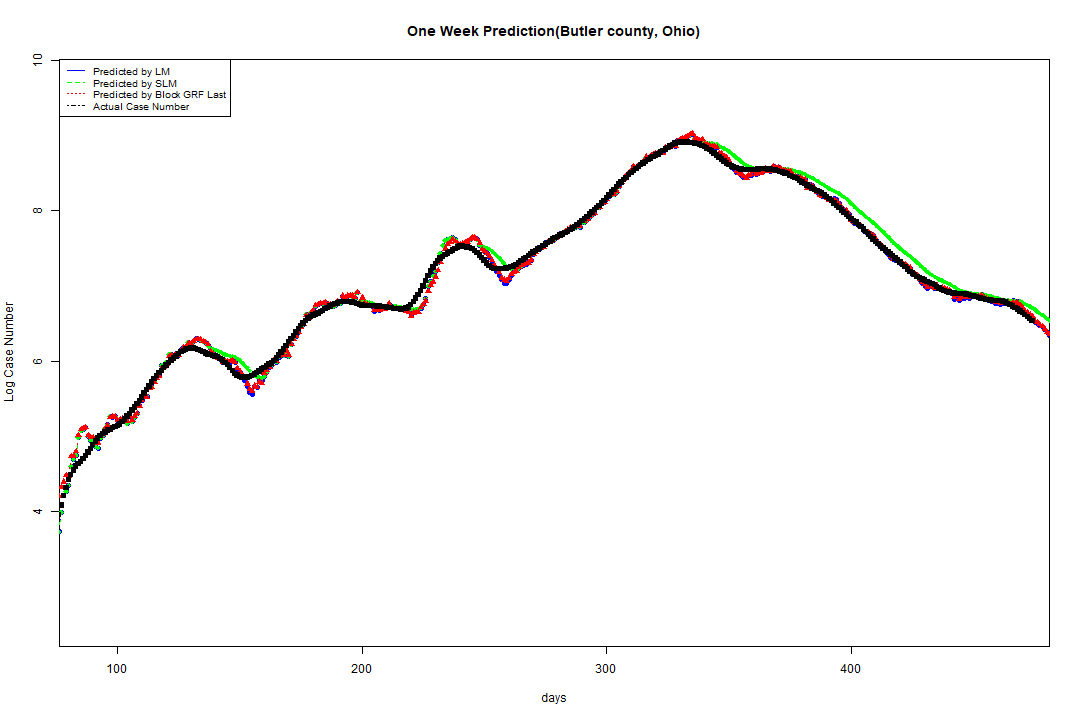 One Week Prediction(Butler county, Ohio)
Predicted by LM
Predicted by SLM
Predicted by Block GRF Last
Actual Case Number
10
8
6
4
Log Case Number
100 200 300 400
days